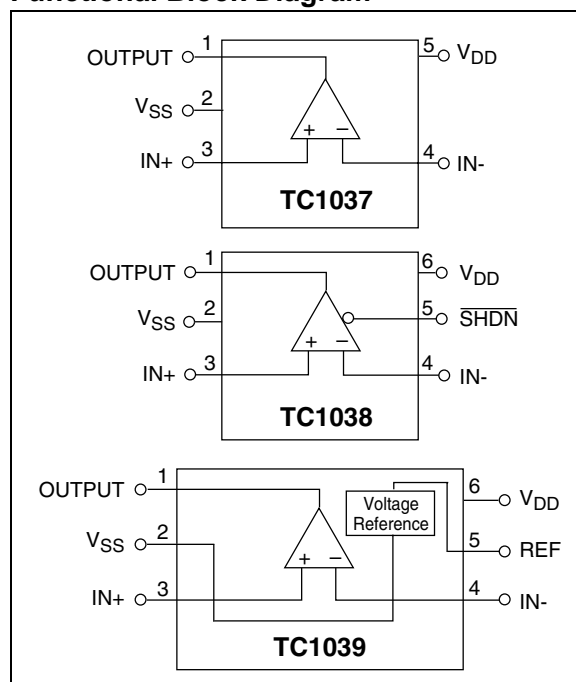 Functional Block Diagram
OUTPUT 1 5 VDD
VSS 2
IN+ 3 + – 4 IN-
TC1037
OUTPUT 1 6 VDD
VSS 2 5 SHDN
IN+ 3 + – 4 IN-
TC1038
OUTPUT 1 6 VDD
Voltage
Reference
VSS 2 5 REF
IN+ 3 + – 4 IN-
TC1039